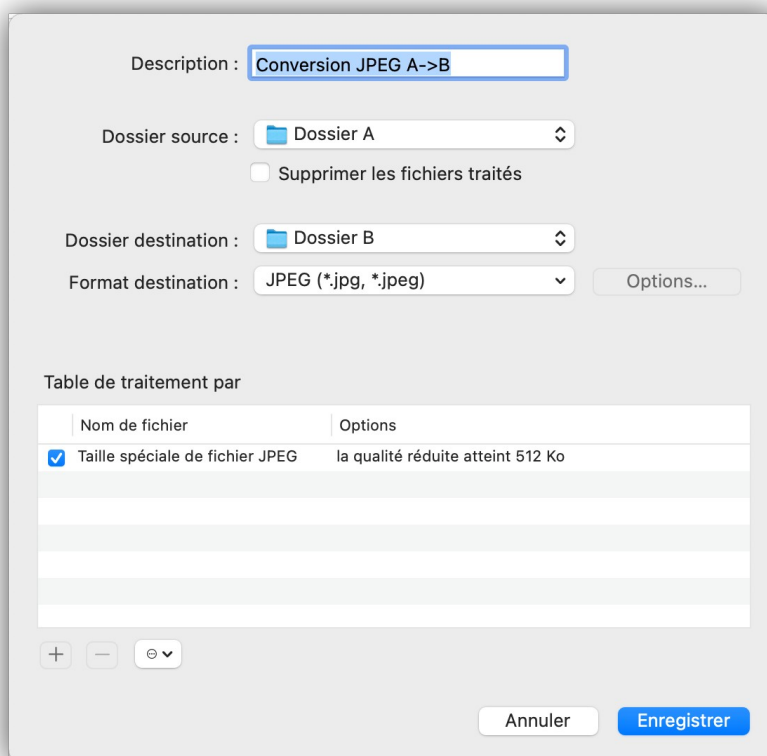 Description : Conversion JPEG A->B
Dossier source : Dossier A
Supprimer les fichiers traités
Dossier destination : Dossier B
Format destination : JPEG (*.jpg, *.jpeg) Options...
Table de traitement par
Nom de fichier Options
Taille spéciale de fichier JPEG la qualité réduite atteint 512 Ko
Annuler Enregistrer